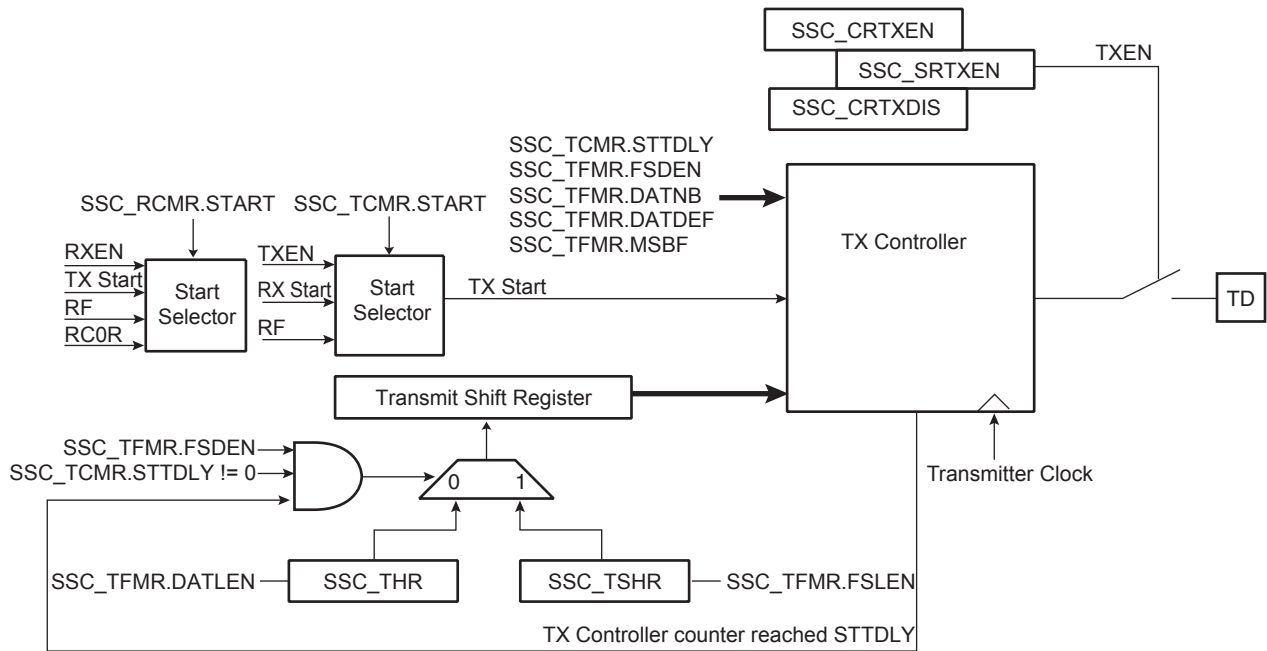 SSC_CRTXEN
SSC_SRTXEN
TXEN
SSC_CRTXDIS
SSC_TCMR.STTDLY
SSC_TFMR.FSDEN
SSC_TFMR.DATNB
SSC_TFMR.DATDEF
SSC_TFMR.MSBF
SSC_RCMR.START
SSC_TCMR.START
TX Controller
RXEN
TX Start
RF
RC0R
Start
Selector
TXEN
RX Start
RF
Start
Selector
TX Start
TD
Transmit Shift Register
SSC_TFMR.FSDEN
SSC_TCMR.STTDLY != 0
0
1
Transmitter Clock
SSC_TFMR.DATLEN
SSC_THR
SSC_TSHR
SSC_TFMR.FSLEN
TX Controller counter reached STTDLY